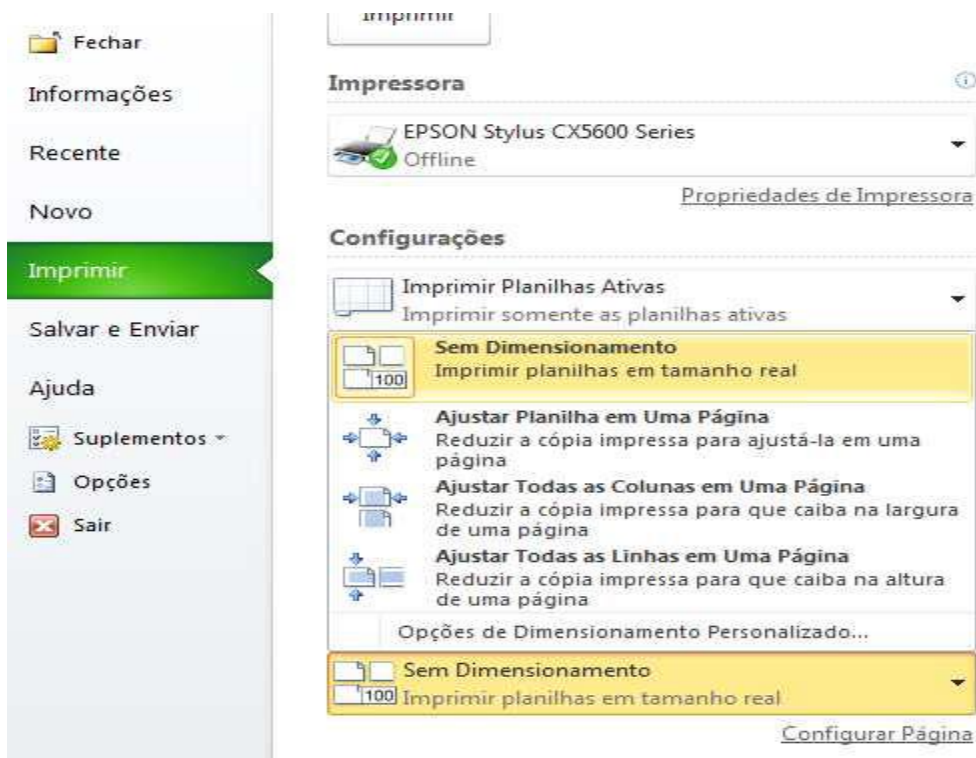 Imprimir
Fechar
Informações
Recente
Novo
Imprimir
Salvar e Enviar
Ajuda
Suplementos
Opções
Sair
Impressora
EPSON Stylus CX5600 Series
Offline
Propriedades de Impressora
Configurações
Imprimir Planilhas Ativas
Imprimir somente as planilhas ativas
Sem Dimensionamento
Imprimir planilhas em tamanho real
100
Ajustar Planilha em Uma Página
Reduzir a cópia impressa para ajustá-la em uma
página
Ajustar Todas as Colunas em Uma Página
Reduzir a cópia impressa para que caiba na largura
de uma página
Ajustar Todas as Linhas em Uma Página
Reduzir a cópia impressa para que caiba na altura
de uma página
Opções de Dimensionamento Personalizado...
Sem Dimensionamento
100 Imprimir planilhas em tamanho real
Configurar Página